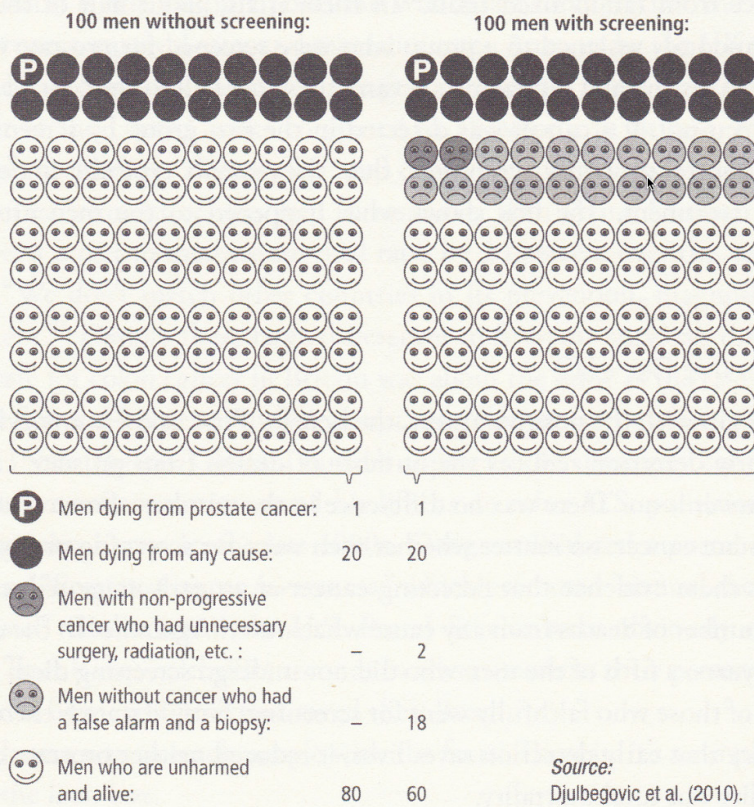 100 men without screening:
100 men with screening:
P
P
P Men dying from prostate cancer: 1 1
Men dying from any cause: 20 20
Men with non-progressive
cancer who had unnecessary
surgery, radiation, etc. : – 2
Men without cancer who had
a false alarm and a biopsy: – 18
Men who are unharmed
and alive: 80 60
Source:
Djulbegovic et al. (2010).